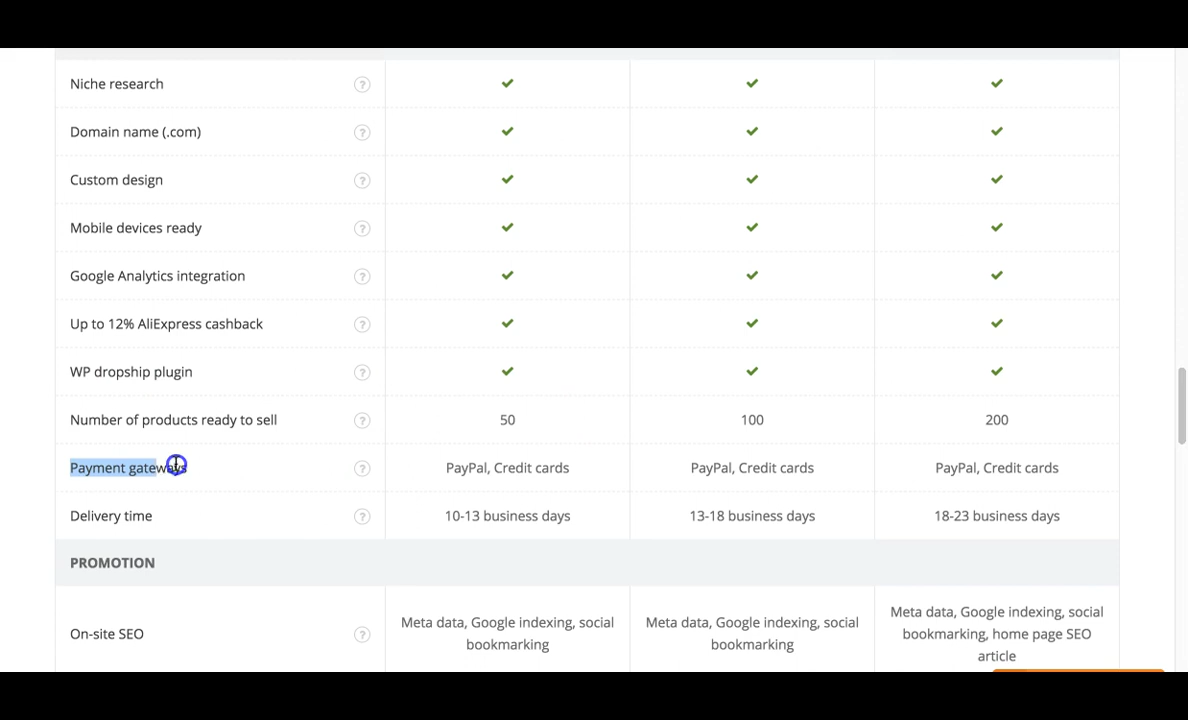 Niche research ?
Domain name (.com) ?
Custom design ?
Mobile devices ready ?
Google Analytics integration ?
Up to 12% AliExpress cashback ?
WP dropship plugin ?
Number of products ready to sell ? 50 100 200
Payment gateways ? PayPal, Credit cards PayPal, Credit cards PayPal, Credit cards
Delivery time ? 10-13 business days 13-18 business days 18-23 business days
PROMOTION
On-site SEO ?
Meta data, Google indexing, social
bookmarking
Meta data, Google indexing, social
bookmarking
Meta data, Google indexing, social
bookmarking, home page SEO
article